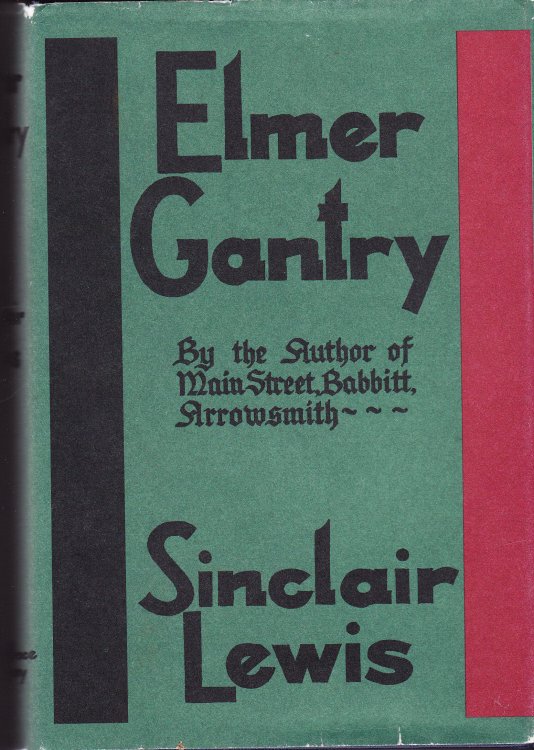 Elmer
Gantry
By the Author of
Main Street, Babbitt,
Arrowsmith~~~
Sinclair
Lewis